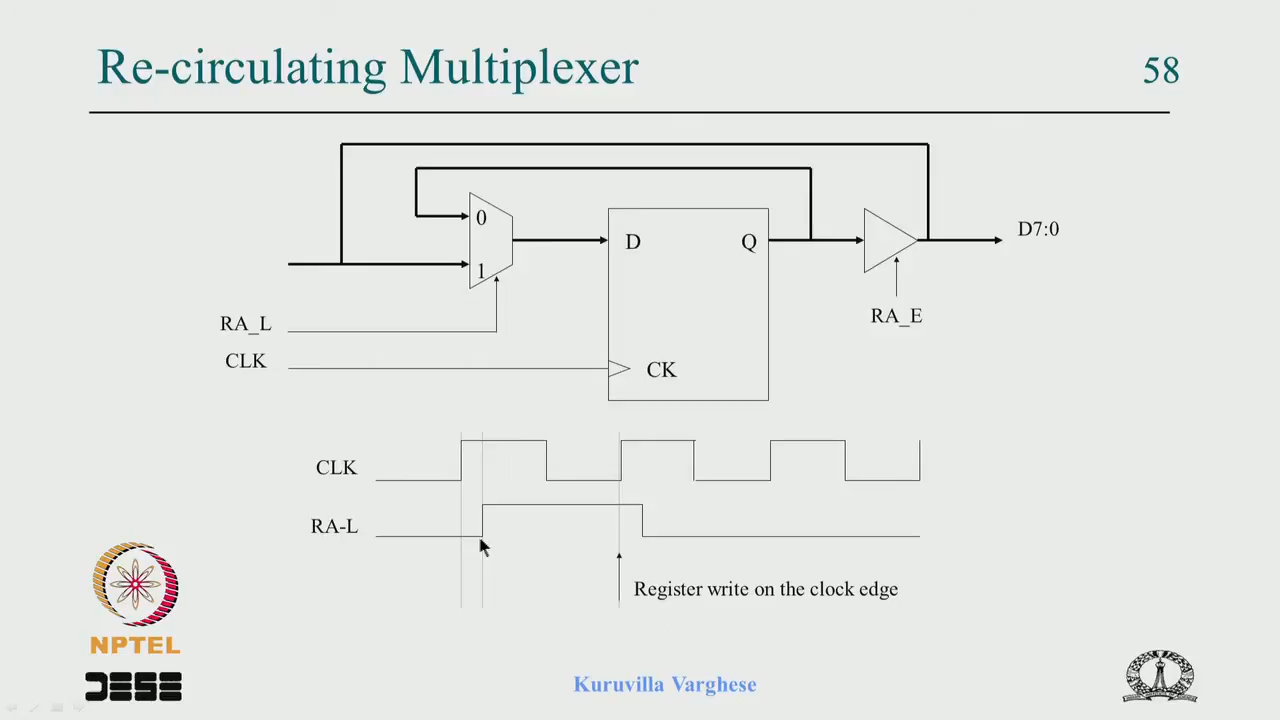 Re-circulating Multiplexer
58
0
D
Q
D7:0
1
RA_E
RA_L
CLK
CK
CLK
RA-L
Register write on the clock edge
NPTEL
DESE
Kuruvilla Varghese